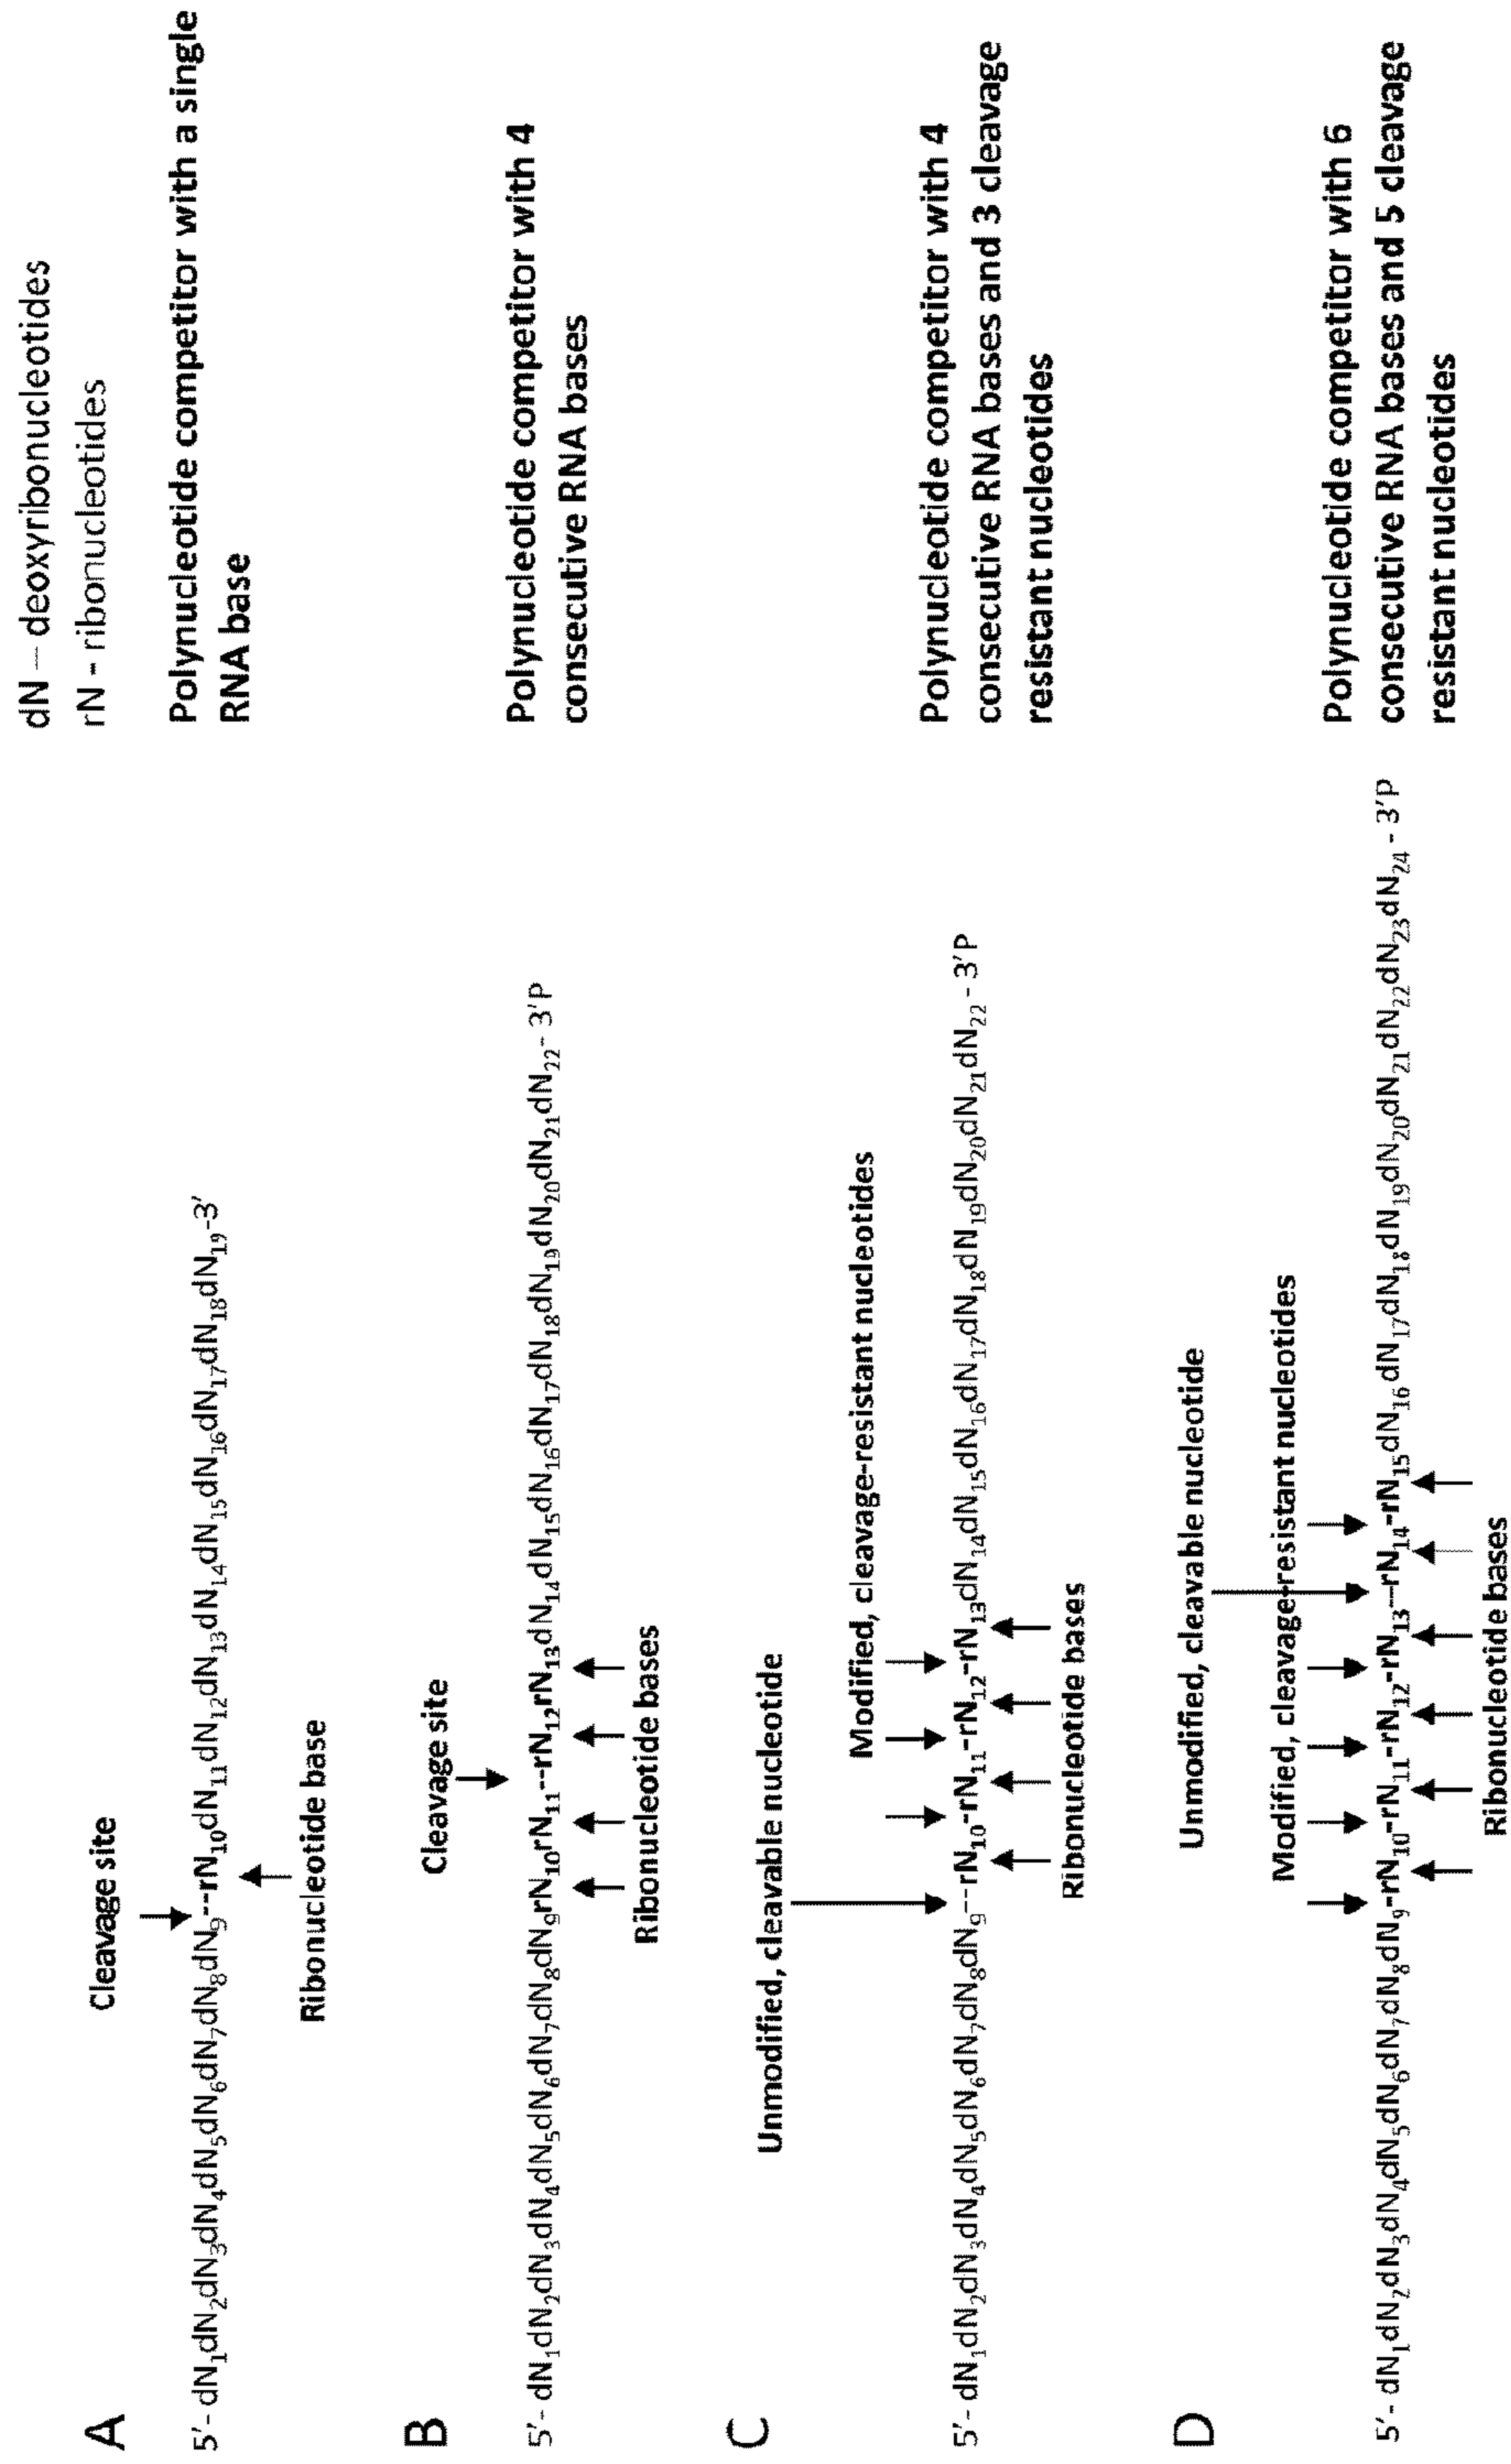 dN – deoxyribonucleotides
rN - ribonucleotides
A
Cleavage site
5'- dN1dN2dN3dN4dN5dN6dN7dN8dN9---rN10dN11dN12dN13dN14dN15dN16dN17dN18dN19-3'
Ribonucleotide base
Polynucleotide competitor with a single
RNA base
B
Cleavage site
5'- dN1dN2dN3dN4dN5dN6dN7dN8dN9rN10rN11---rN12rN13dN14dN15dN16dN17dN18dN19dN20dN21dN22- 3'P
Ribonucleotide bases
Polynucleotide competitor with 4
consecutive RNA bases
C
Unmodified, cleavable nucleotide
Modified, cleavage-resistant nucleotides
5'- dN1dN2dN3dN4dN5dN6dN7dN8dN9---rN10-rN11-rN12-rN13dN14dN15dN16dN17dN18dN19dN20dN21dN22 - 3'P
Ribonucleotide bases
Polynucleotide competitor with 4
consecutive RNA bases and 3 cleavage
resistant nucleotides
D
Unmodified, cleavable nucleotide
Modified, cleavage-resistant nucleotides
5'- dN1dN2dN3dN4dN5dN6dN7dN8dN9-rN10-rN11-rN12-rN13---rN14-rN15dN16 dN17dN18dN19dN20dN21dN22dN23dN24 - 3'P
Ribonucleotide bases
Polynucleotide competitor with 6
consecutive RNA bases and 5 cleavage
resistant nucleotides